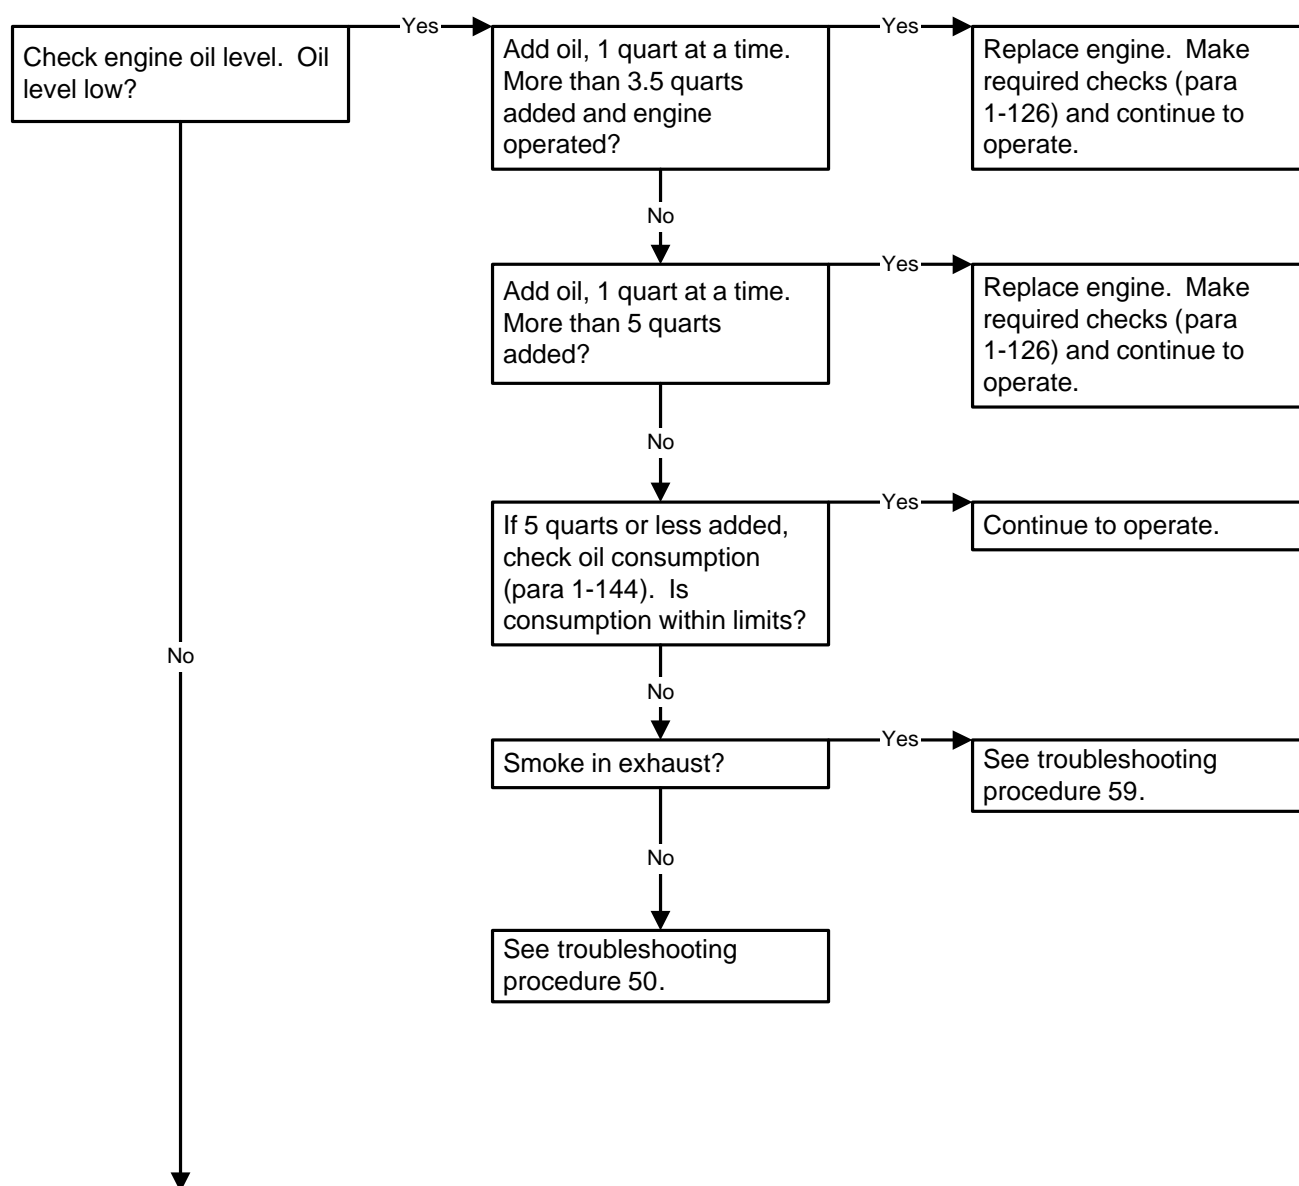 Check engine oil level.  Oil
level low?
Yes
Add oil, 1 quart at a time.
More than 3.5 quarts
added and engine
operated?
Yes
Replace engine.  Make
required checks (para
1-126) and continue to
operate.
No
Add oil, 1 quart at a time.
More than 5 quarts
added?
Yes
Replace engine.  Make
required checks (para
1-126) and continue to
operate.
No
If 5 quarts or less added,
check oil consumption
(para 1-144).  Is
consumption within limits?
Yes
Continue to operate.
No
No
Smoke in exhaust?
Yes
See troubleshooting
procedure 59.
No
See troubleshooting
procedure 50.